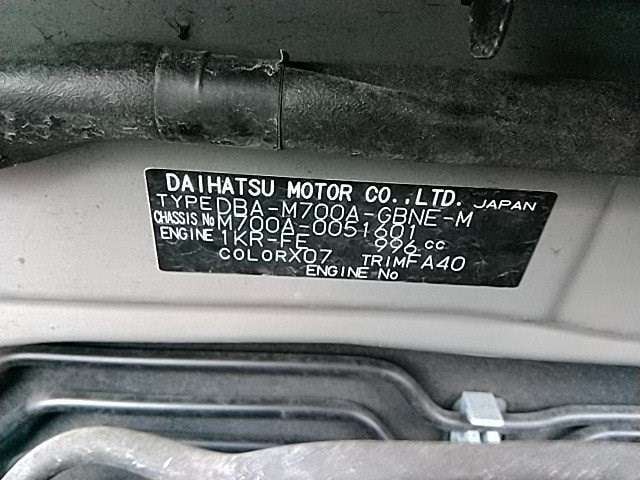 DAIHATSU MOTOR CO.,LTD. JAPAN
TYPE DBA-M700A-GBNE-M
CHASSIS No M700A-0051601
ENGINE 1KR-FE 996 cc
COLOR X07 TRIM FA40
ENGINE No